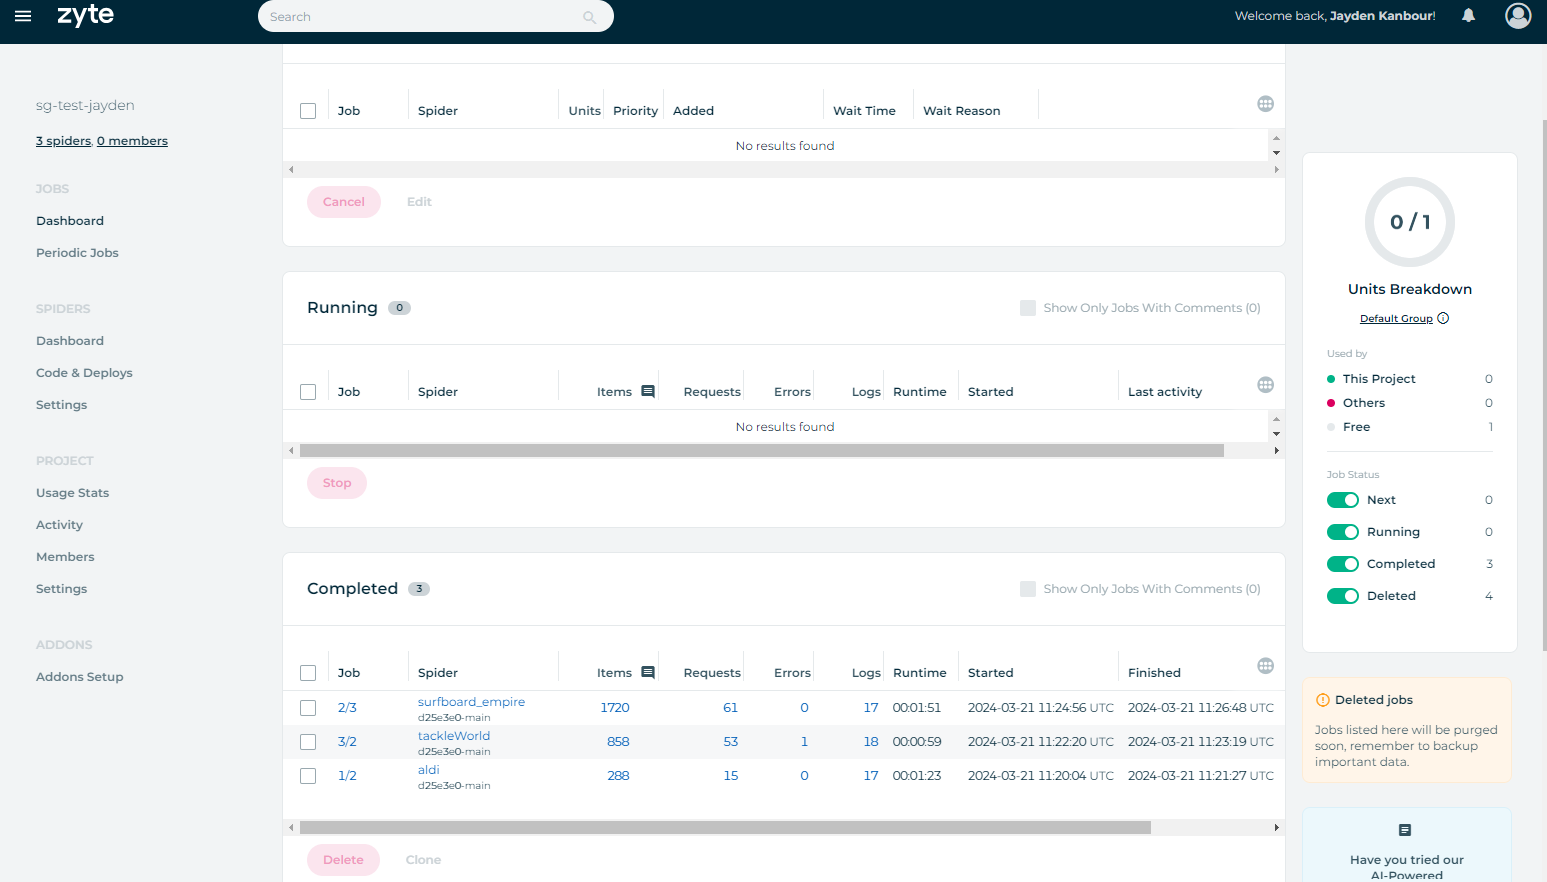 zyte
Search
Welcome back, Jayden Kanbour!
sg-test-jayden
3 spiders, 0 members
JOBS
Dashboard
Periodic Jobs
SPIDERS
Dashboard
Code & Deploys
Settings
PROJECT
Usage Stats
Activity
Members
Settings
ADDONS
Addons Setup
Job Spider Units Priority Added Wait Time Wait Reason
No results found
Cancel Edit
Running 0 Show Only Jobs With Comments (0)
Job Spider Items Requests Errors Logs Runtime Started Last activity
No results found
Stop
Completed 3 Show Only Jobs With Comments (0)
Job Spider Items Requests Errors Logs Runtime Started Finished
2/3 surfboard_empire 1720 61 0 17 00:01:51 2024-03-21 11:24:56 UTC 2024-03-21 11:26:48 UTC
d25e3e0-main
3/2 tackleWorld 858 53 1 18 00:00:59 2024-03-21 11:22:20 UTC 2024-03-21 11:23:19 UTC
d25e3e0-main
1/2 aldi 288 15 0 17 00:01:23 2024-03-21 11:20:04 UTC 2024-03-21 11:21:27 UTC
d25e3e0-main
Delete Clone
0 / 1
Units Breakdown
Default Group
Used by
This Project 0
Others 0
Free 1
Job Status
Next 0
Running 0
Completed 3
Deleted 4
Deleted jobs
Jobs listed here will be purged
soon, remember to backup
important data.
Have you tried our
AI-Powered